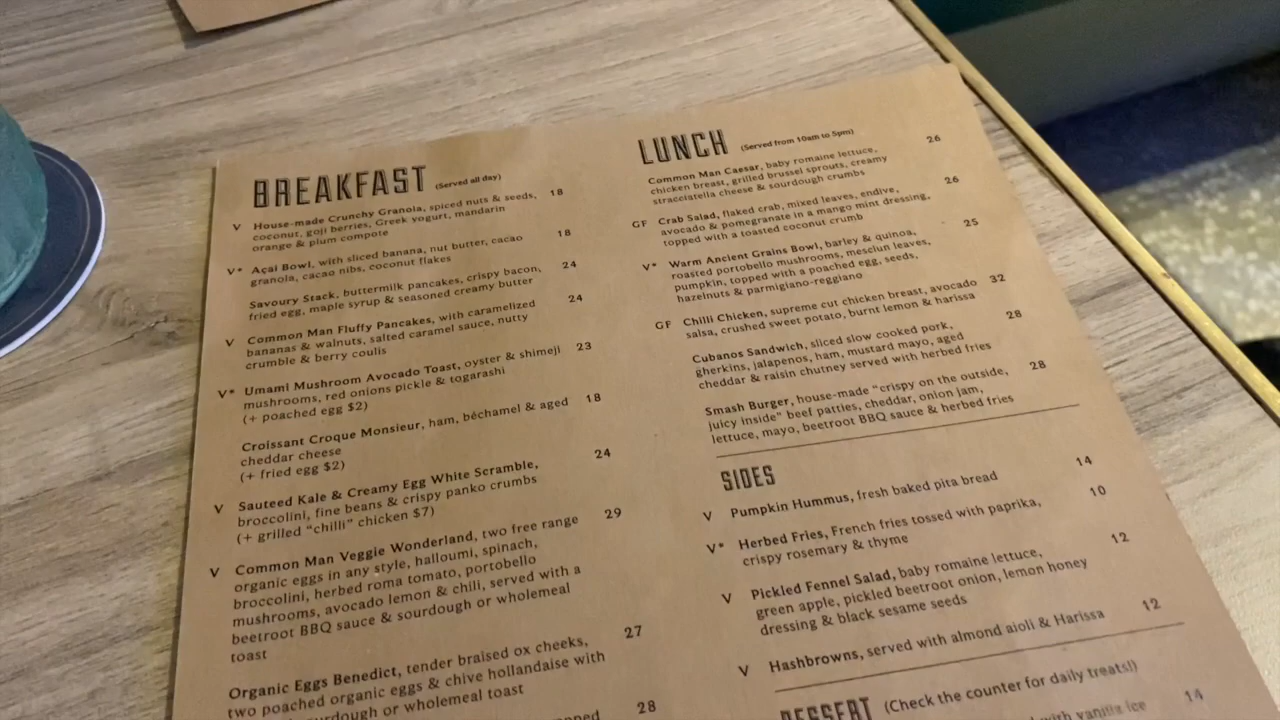 BREAKFAST (Served all day)
V House-made Crunchy Granola, spiced nuts & seeds, 18
coconut, goji berries, Greek yogurt, mandarin
orange & plum compote
V* Açai Bowl, with sliced banana, nut butter, cacao 18
granola, cacao nibs, coconut flakes
Savoury Stack, buttermilk pancakes, crispy bacon, 24
fried egg, maple syrup & seasoned creamy butter
V Common Man Fluffy Pancakes, with caramelized 24
bananas & walnuts, salted caramel sauce, nutty
crumble & berry coulis
V* Umami Mushroom Avocado Toast, oyster & shimeji 23
mushrooms, red onions pickle & togarashi
(+ poached egg $2)
Croissant Croque Monsieur, ham, béchamel & aged 18
cheddar cheese
(+ fried egg $2)
V Sauteed Kale & Creamy Egg White Scramble, 24
broccolini, fine beans & crispy panko crumbs
(+ grilled "chilli" chicken $7)
V Common Man Veggie Wonderland, two free range 29
organic eggs in any style, halloumi, spinach,
broccolini, herbed roma tomato, portobello
mushrooms, avocado lemon & chili, served with a
beetroot BBQ sauce & sourdough or wholemeal
toast
Organic Eggs Benedict, tender braised ox cheeks, 27
two poached organic eggs & chive hollandaise with
sourdough or wholemeal toast
28
LUNCH (Served from 10am to 5pm)
Common Man Caesar, baby romaine lettuce, 26
chicken breast, grilled brussel sprouts, creamy
stracciatella cheese & sourdough crumbs
GF Crab Salad, flaked crab, mixed leaves, endive, 26
avocado & pomegranate in a mango mint dressing,
topped with a toasted coconut crumb
V* Warm Ancient Grains Bowl, barley & quinoa, 25
roasted portobello mushrooms, mesclun leaves,
pumpkin, topped with a poached egg, seeds,
hazelnuts & parmigiano-reggiano
GF Chilli Chicken, supreme cut chicken breast, avocado 32
salsa, crushed sweet potato, burnt lemon & harissa
Cubanos Sandwich, sliced slow cooked pork, 28
gherkins, jalapenos, ham, mustard mayo, aged
cheddar & raisin chutney served with herbed fries
Smash Burger, house-made "crispy on the outside, 28
juicy inside" beef patties, cheddar, onion jam,
lettuce, mayo, beetroot BBQ sauce & herbed fries
SIDES
V Pumpkin Hummus, fresh baked pita bread 14
V* Herbed Fries, French fries tossed with paprika, 10
crispy rosemary & thyme
V Pickled Fennel Salad, baby romaine lettuce, 12
green apple, pickled beetroot onion, lemon honey
dressing & black sesame seeds
V Hashbrowns, served with almond aioli & Harissa 12
DESSERT (Check the counter for daily treats!)
with vanilla ice 14